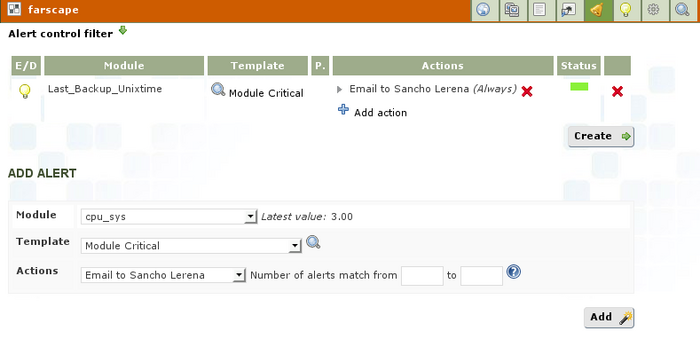 farscape
Alert control filter
E/D Module Template P. Actions Status
Last_Backup_Unixtime Module Critical Email to Sancho Lerena (Always)
Add action
Create
ADD ALERT
Module cpu_sys Latest value: 3.00
Template Module Critical
Actions Email to Sancho Lerena Number of alerts match from to
Add